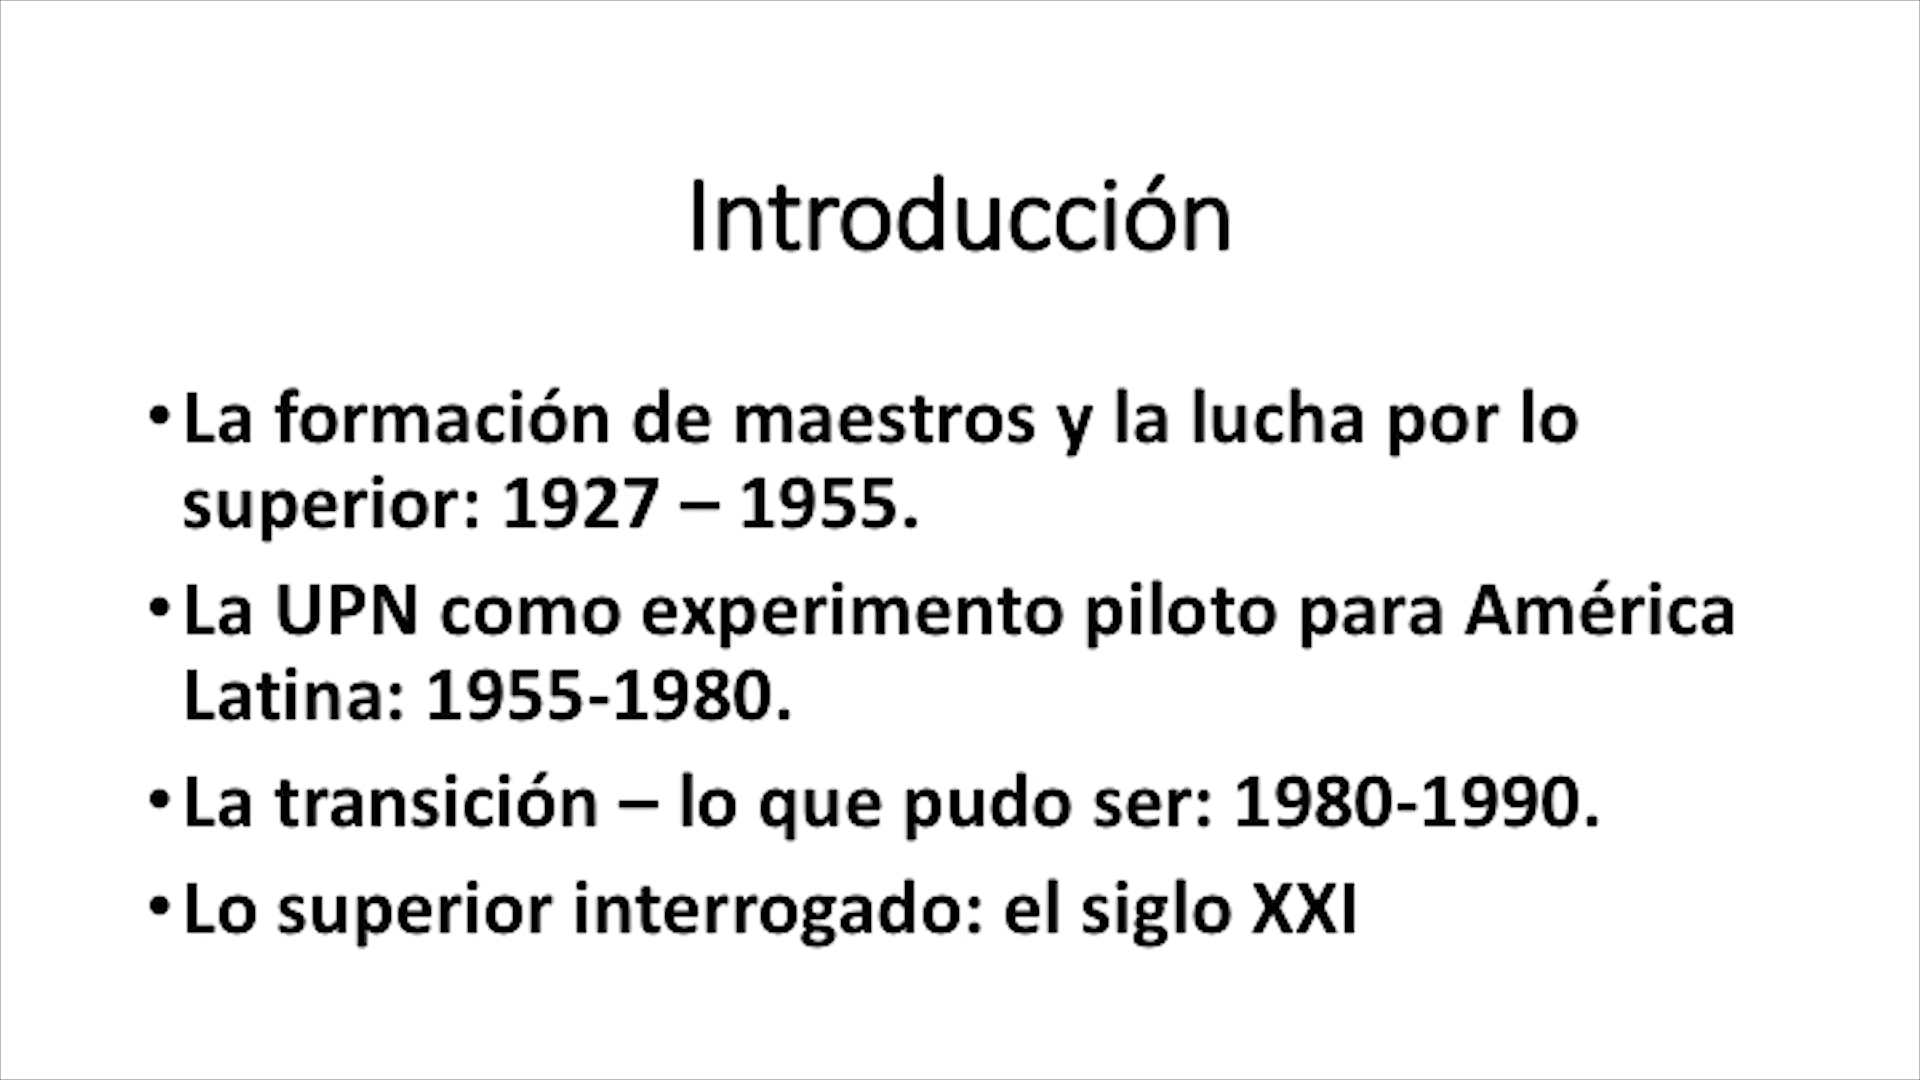 Introducción
•La formación de maestros y la lucha por lo
superior: 1927 – 1955.
•La UPN como experimento piloto para América
Latina: 1955-1980.
•La transición – lo que pudo ser: 1980-1990.
•Lo superior interrogado: el siglo XXI